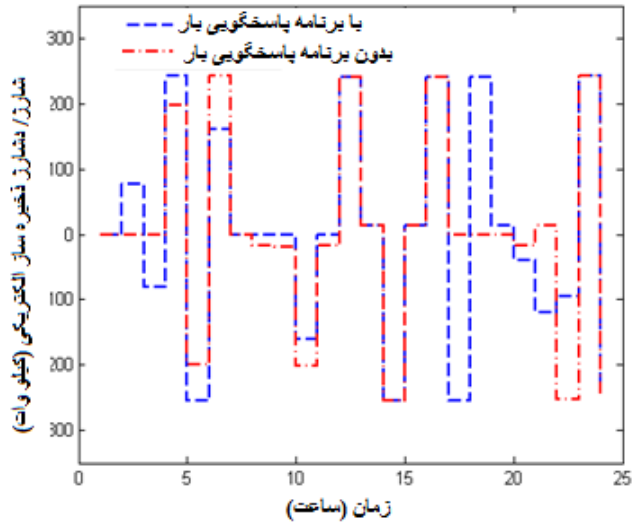 با برنامه پاسخگویی بار
بدون برنامه پاسخگویی بار
شارژ/ دشارژ ذخیره ساز الکتریکی (کیلو وات)
300
200
100
0
100
200
300
0 5 10 15 20 25
زمان (ساعت)